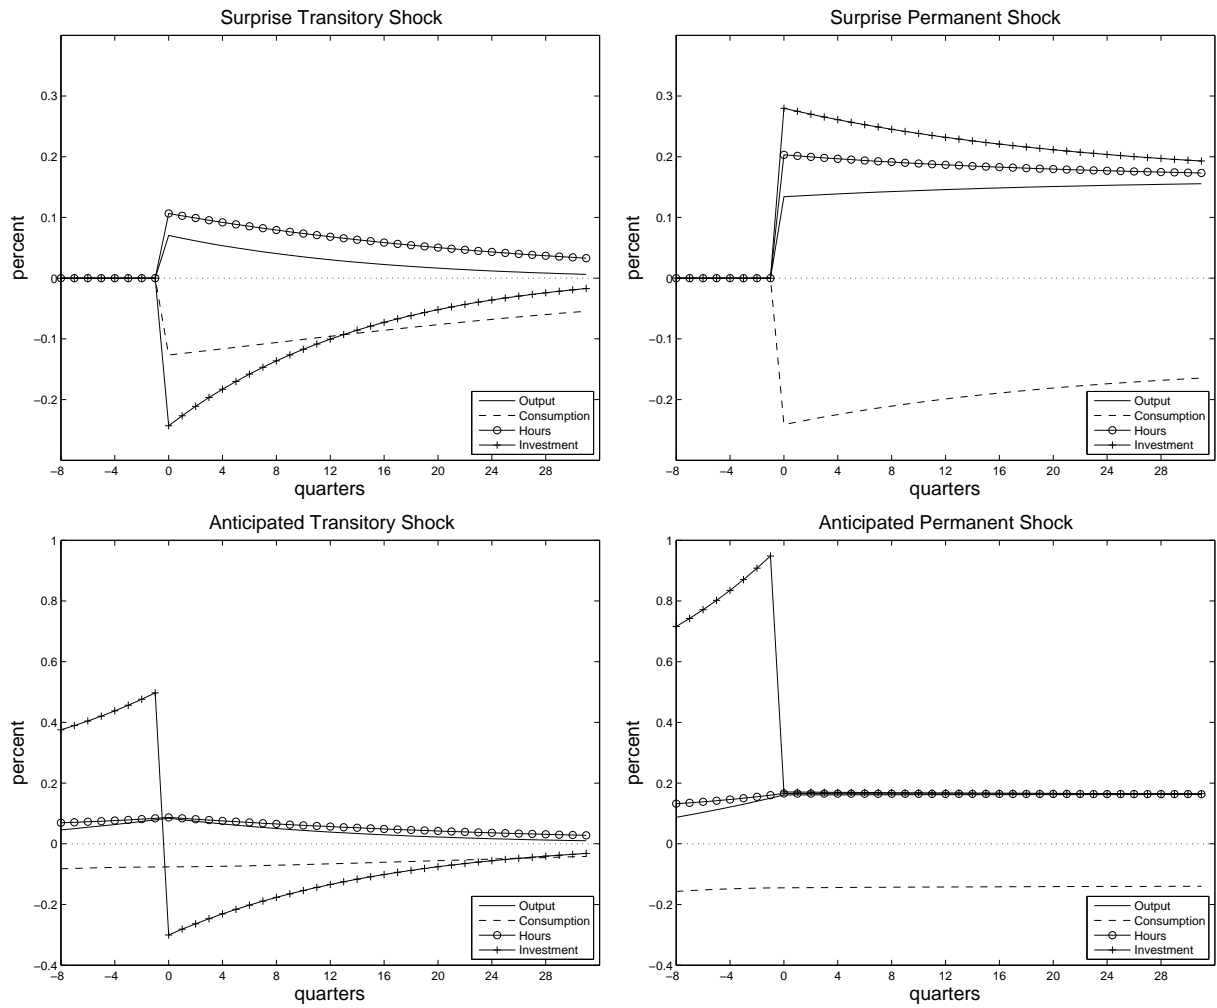 Surprise Transitory Shock
percent
0.3
0.2
0.1
0
−0.1
−0.2
−8 −4 0 4 8 12 16 20 24 28
quarters
Output
Consumption
Hours
Investment
Surprise Permanent Shock
percent
0.3
0.2
0.1
0
−0.1
−0.2
−8 −4 0 4 8 12 16 20 24 28
quarters
Output
Consumption
Hours
Investment
Anticipated Transitory Shock
percent
1
0.8
0.6
0.4
0.2
0
−0.2
−0.4
−8 −4 0 4 8 12 16 20 24 28
quarters
Output
Consumption
Hours
Investment
Anticipated Permanent Shock
percent
1
0.8
0.6
0.4
0.2
0
−0.2
−0.4
−8 −4 0 4 8 12 16 20 24 28
quarters
Output
Consumption
Hours
Investment